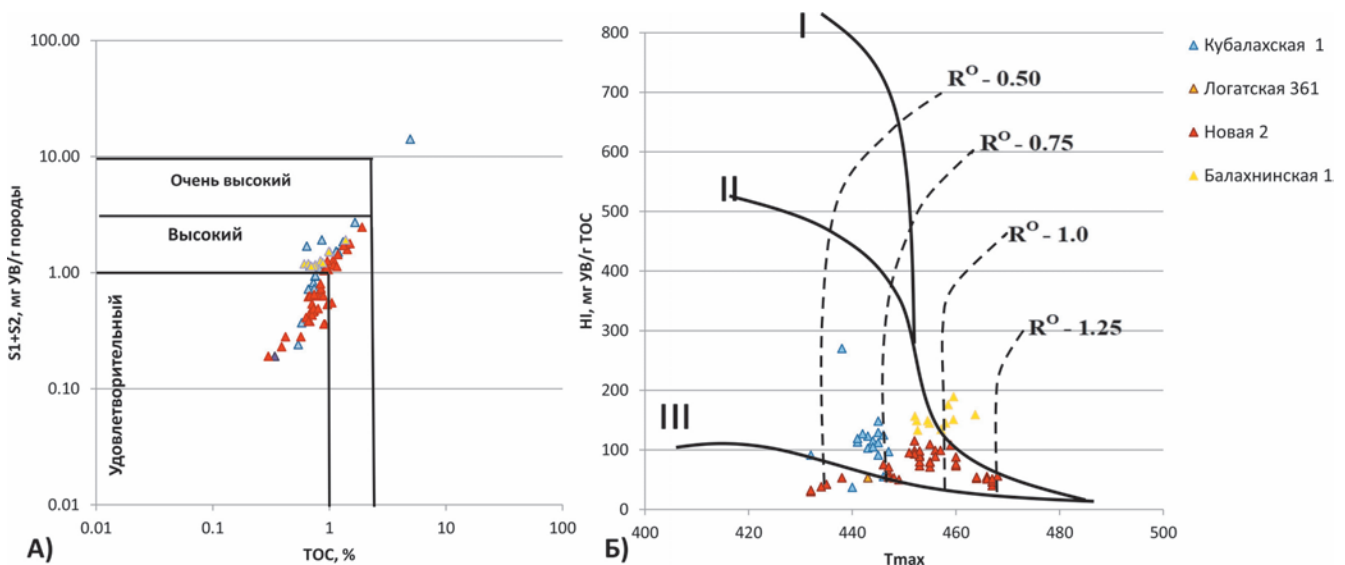 100.00
10.00
1.00
0.10
0.01
S1+S2, мг УВ/г породы
Очень высокий
Высокий
Удовлетворительный
0.01 0.1 1 10 100
TOC, %
А)
800
700
600
500
400
300
200
100
0
HI, мг УВ/г TOC
I
II
III
R^O - 0.50
R^O - 0.75
R^O - 1.0
R^O - 1.25
400 420 440 460 480 500
Tmax
Б)
Кубалахская 1
Логатская 361
Новая 2
Балахнинская 1